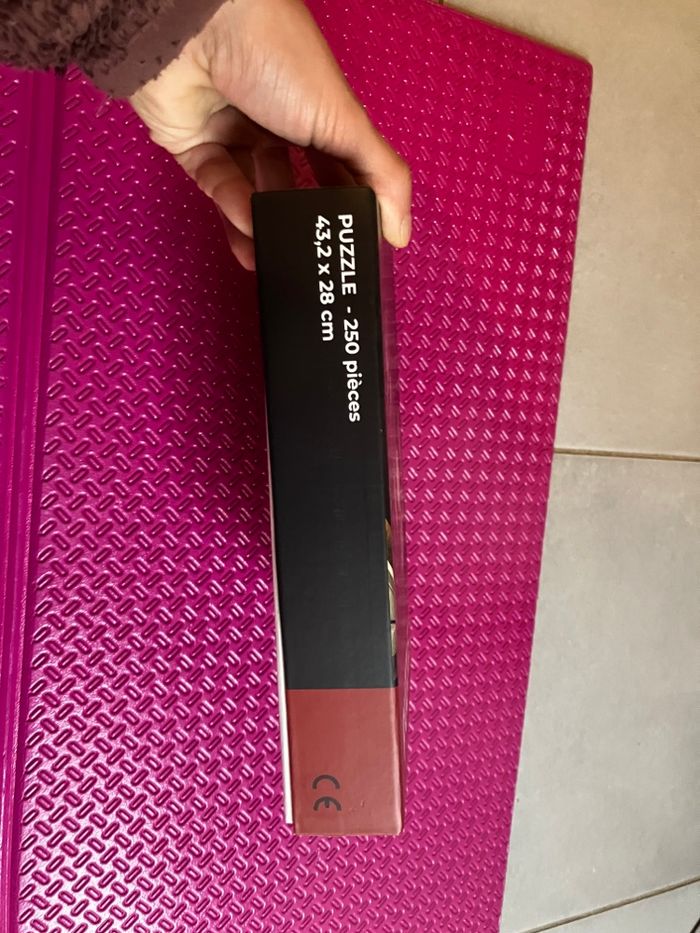 PUZZLE - 250 pièces
43,2 x 28 cm
CE